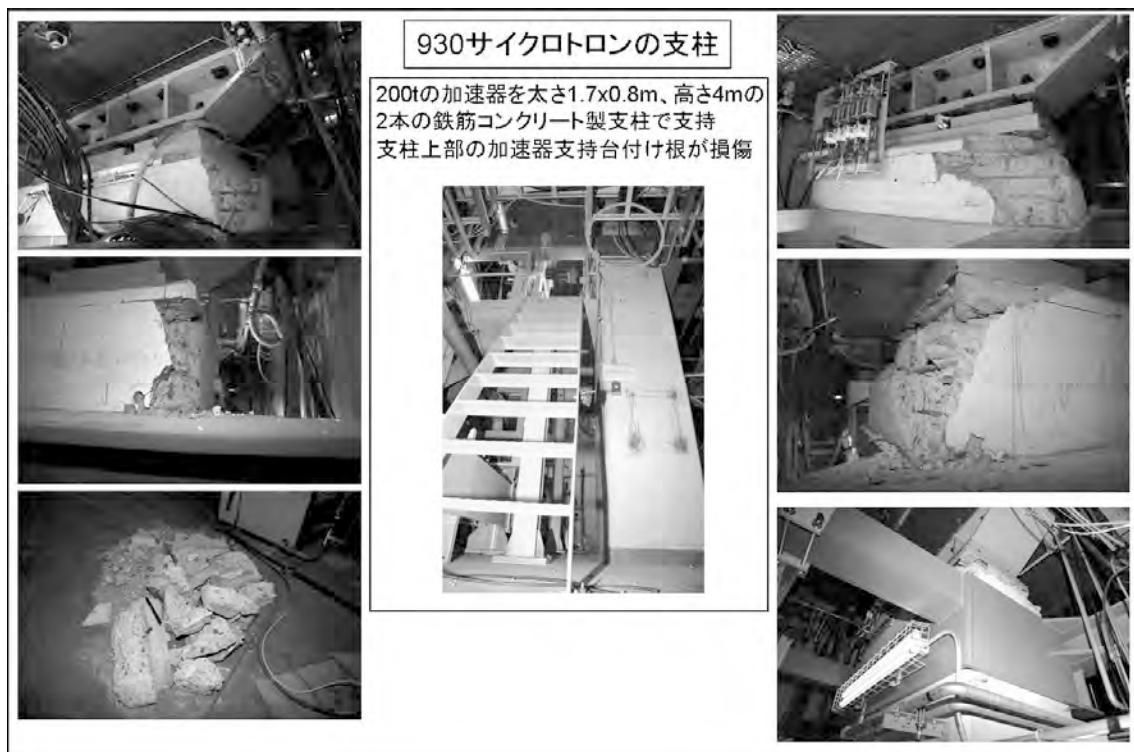 930サイクロトロンの支柱
200tの加速器を太さ1.7x0.8m、高さ4mの
2本の鉄筋コンクリート製支柱で支持
支柱上部の加速器支持台付け根が損傷